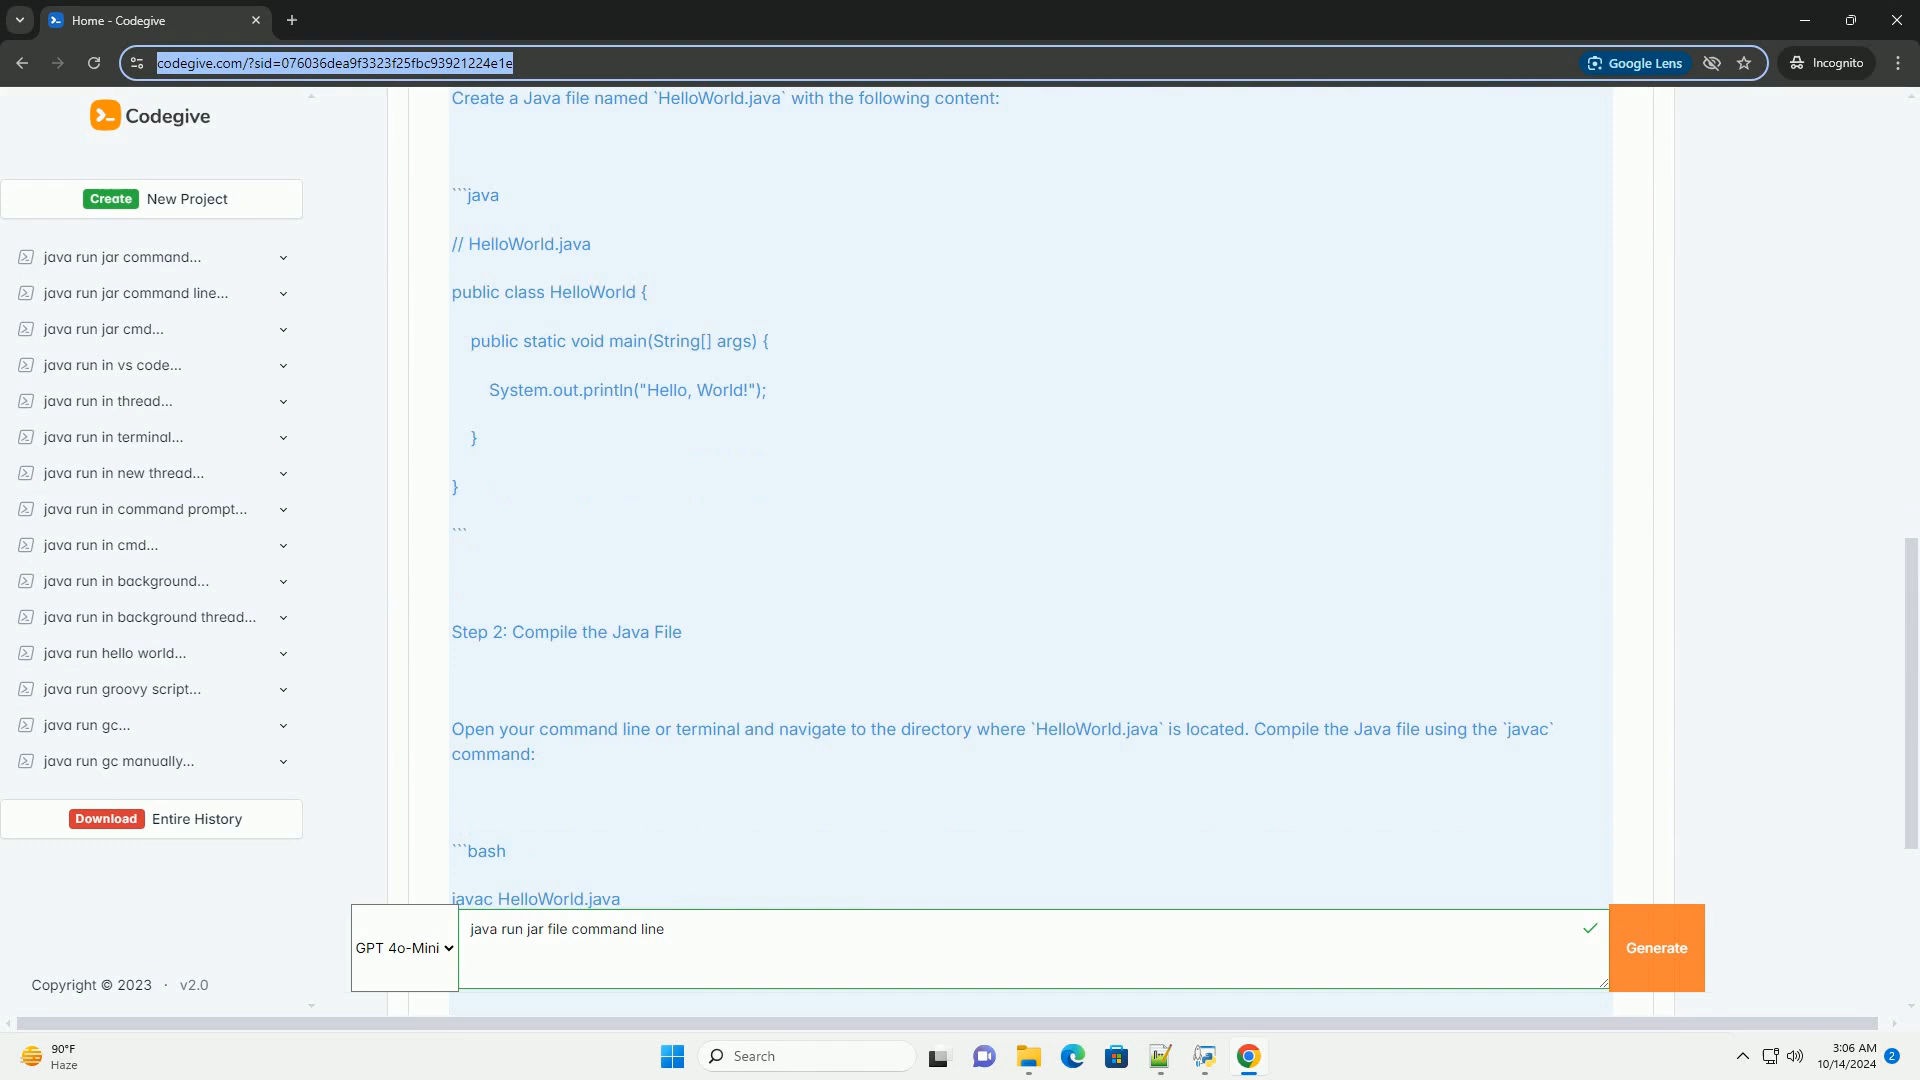 Home - Codegive
codegive.com/?sid=076036dea9f3323f25fbc93921224e1e
Google Lens
Incognito
Codegive
Create New Project
java run jar command...
java run jar command line...
java run jar cmd...
java run in vs code...
java run in thread...
java run in terminal...
java run in new thread...
java run in command prompt...
java run in cmd...
java run in background...
java run in background thread...
java run hello world...
java run groovy script...
java run gc...
java run gc manually...
Download Entire History
Copyright © 2023 · v2.0
Create a Java file named `HelloWorld.java` with the following content:
```java
// HelloWorld.java
public class HelloWorld {
public static void main(String[] args) {
System.out.println("Hello, World!");
}
}
```
Step 2: Compile the Java File
Open your command line or terminal and navigate to the directory where `HelloWorld.java` is located. Compile the Java file using the `javac`
command:
```bash
javac HelloWorld.java
GPT 4o-Mini
java run jar file command line
Generate
90°F
Haze
Search
3:06 AM
10/14/2024
2